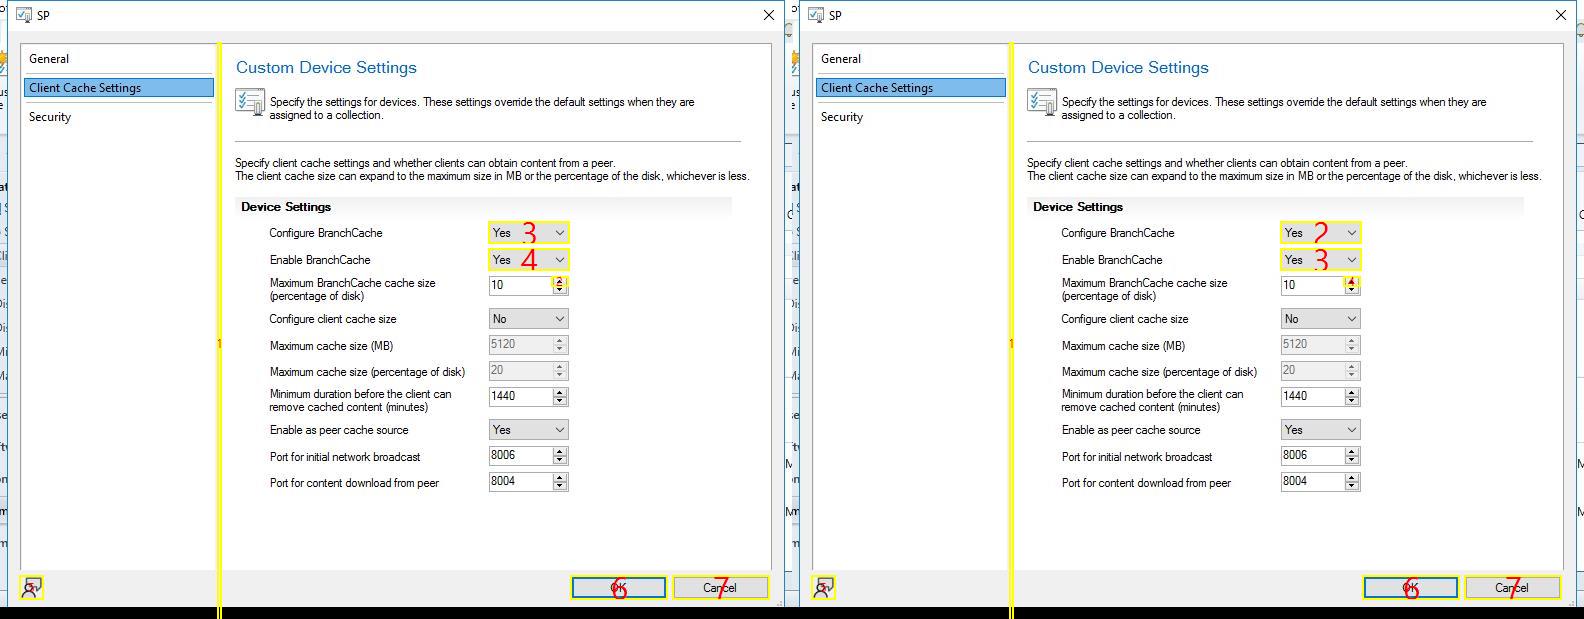 SP
General
Client Cache Settings
Security
Custom Device Settings
Specify the settings for devices. These settings override the default settings when they are
assigned to a collection.
Specify client cache settings and whether clients can obtain content from a peer.
The client cache size can expand to the maximum size in MB or the percentage of the disk, whichever is less.
Device Settings
Configure BranchCache Yes 3
Enable BranchCache Yes 4
Maximum BranchCache cache size
(percentage of disk) 10 2
Configure client cache size No
1
Maximum cache size (MB) 5120
Maximum cache size (percentage of disk) 20
Minimum duration before the client can
remove cached content (minutes) 1440
Enable as peer cache source Yes
Port for initial network broadcast 8006
Port for content download from peer 8004
OK 6
Cancel 7
SP
General
Client Cache Settings
Security
Custom Device Settings
Specify the settings for devices. These settings override the default settings when they are
assigned to a collection.
Specify client cache settings and whether clients can obtain content from a peer.
The client cache size can expand to the maximum size in MB or the percentage of the disk, whichever is less.
Device Settings
Configure BranchCache Yes 2
Enable BranchCache Yes 3
Maximum BranchCache cache size
(percentage of disk) 10 4
Configure client cache size No
1
Maximum cache size (MB) 5120
Maximum cache size (percentage of disk) 20
Minimum duration before the client can
remove cached content (minutes) 1440
Enable as peer cache source Yes
Port for initial network broadcast 8006
Port for content download from peer 8004
OK 6
Cancel 7